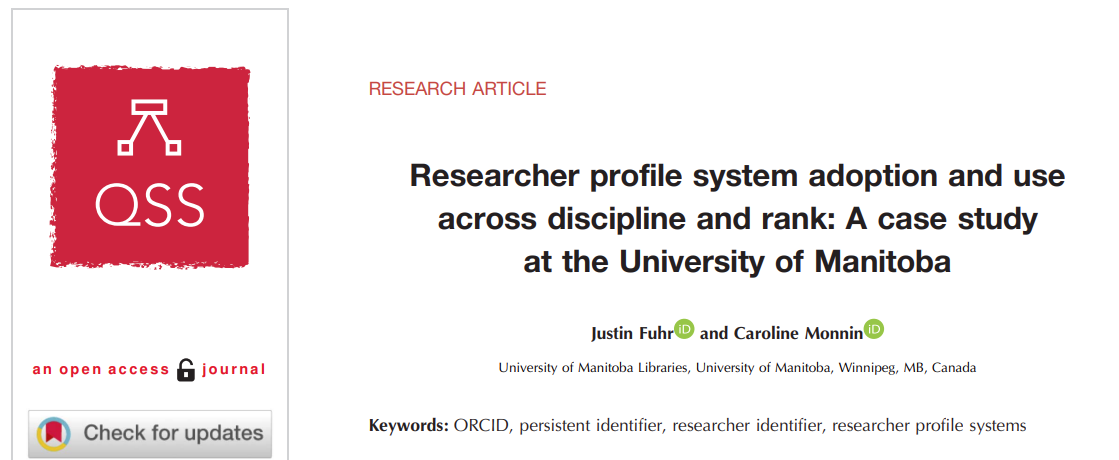 QSS
an open access journal
Check for updates
RESEARCH ARTICLE
Researcher profile system adoption and use
across discipline and rank: A case study
at the University of Manitoba
Justin Fuhr iD and Caroline Monnin iD
University of Manitoba Libraries, University of Manitoba, Winnipeg, MB, Canada
Keywords: ORCID, persistent identifier, researcher identifier, researcher profile systems